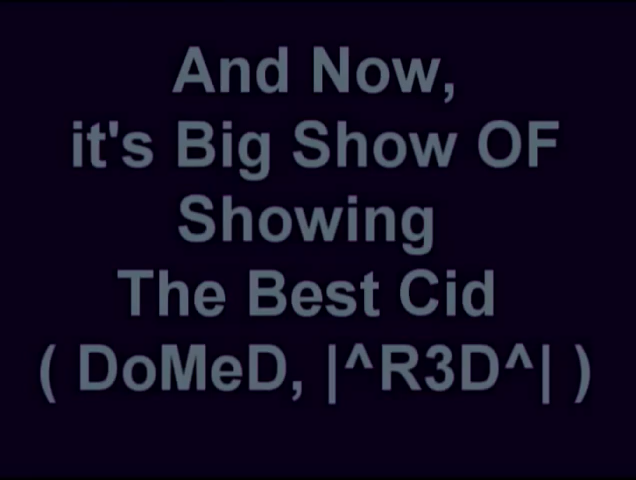 And Now,
it's Big Show OF
Showing
The Best Cid
( DoMeD, |^R3D^| )